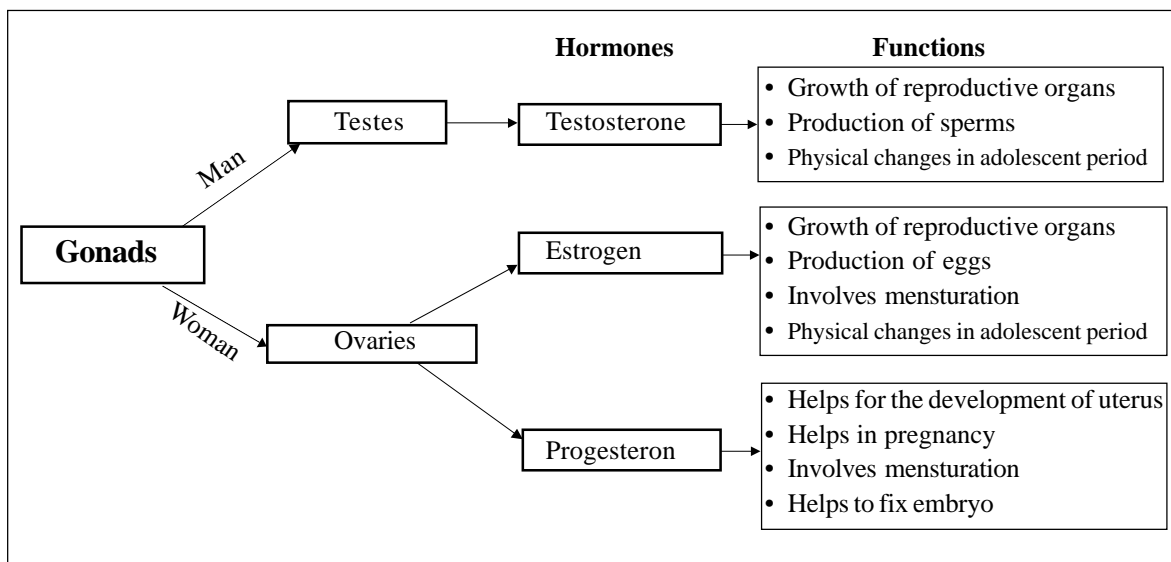 Hormones
Functions
Gonads
Man
Testes
Testosterone
• Growth of reproductive organs
• Production of sperms
• Physical changes in adolescent period
Woman
Ovaries
Estrogen
• Growth of reproductive organs
• Production of eggs
• Involves mensturation
• Physical changes in adolescent period
Progesteron
• Helps for the development of uterus
• Helps in pregnancy
• Involves mensturation
• Helps to fix embryo